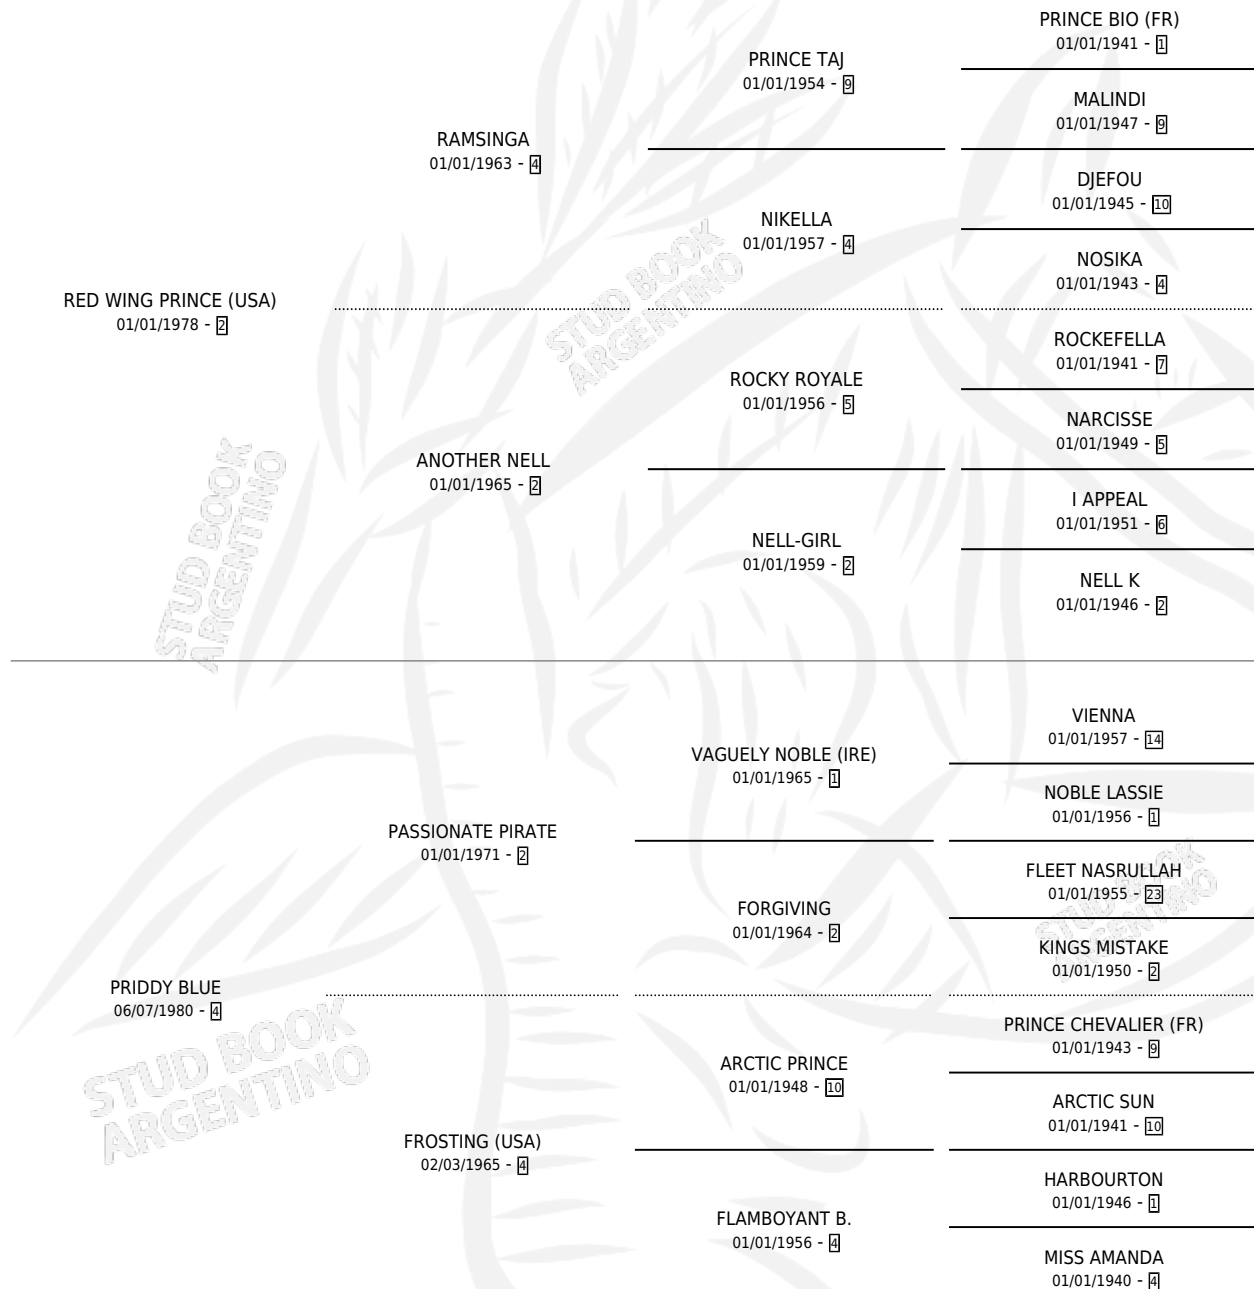 PRINCE BIO (FR)
01/01/1941 - 1
PRINCE TAJ
01/01/1954 - 9
MALINDI
01/01/1947 - 9
RAMSINGA
01/01/1963 - 4
DJEFOU
01/01/1945 - 10
NIKELLA
01/01/1957 - 4
NOSIKA
01/01/1943 - 4
RED WING PRINCE (USA)
01/01/1978 - 2
ROCKEFELLA
01/01/1941 - 7
ROCKY ROYALE
01/01/1956 - 5
NARCISSE
01/01/1949 - 5
ANOTHER NELL
01/01/1965 - 2
I APPEAL
01/01/1951 - 6
NELL-GIRL
01/01/1959 - 2
NELL K
01/01/1946 - 2
VIENNA
01/01/1957 - 14
VAGUELY NOBLE (IRE)
01/01/1965 - 1
NOBLE LASSIE
01/01/1956 - 1
PASSIONATE PIRATE
01/01/1971 - 2
FLEET NASRULLAH
01/01/1955 - 23
FORGIVING
01/01/1964 - 2
KINGS MISTAKE
01/01/1950 - 2
PRIDDY BLUE
06/07/1980 - 4
PRINCE CHEVALIER (FR)
01/01/1943 - 9
ARCTIC PRINCE
01/01/1948 - 10
ARCTIC SUN
01/01/1941 - 10
FROSTING (USA)
02/03/1965 - 4
HARBOURTON
01/01/1946 - 1
FLAMBOYANT B.
01/01/1956 - 4
MISS AMANDA
01/01/1940 - 4
STUD BOOK
ARGENTINO
STUD BOOK
ARGENTINO
STUD BOOK
ARGENTINO
STUD BOOK
ARGENTINO